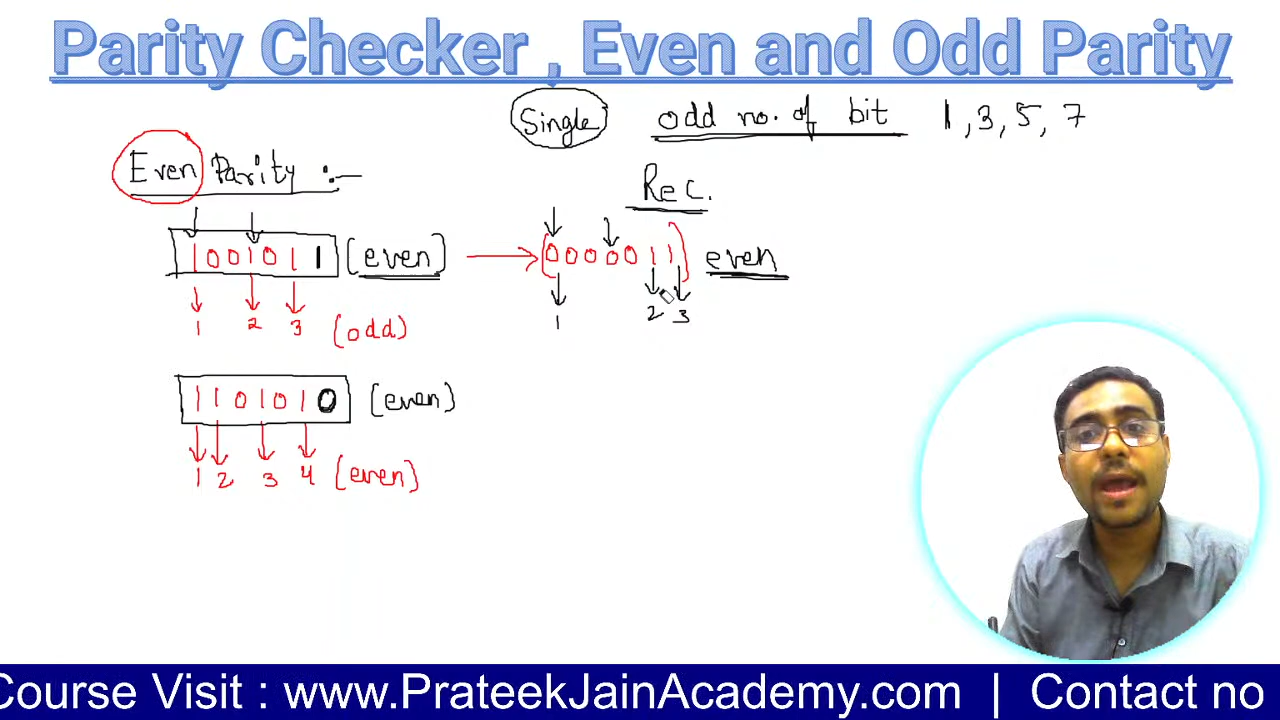 Parity Checker , Even and Odd Parity
Single odd no. of bit 1, 3, 5, 7
Even Parity :-
Rec.
1001011 (even) → (0000011) even
1 2 3 (odd)
1 2 3
1101010 (even)
1 2 3 4 (even)
Course Visit : www.PrateekJainAcademy.com | Contact no